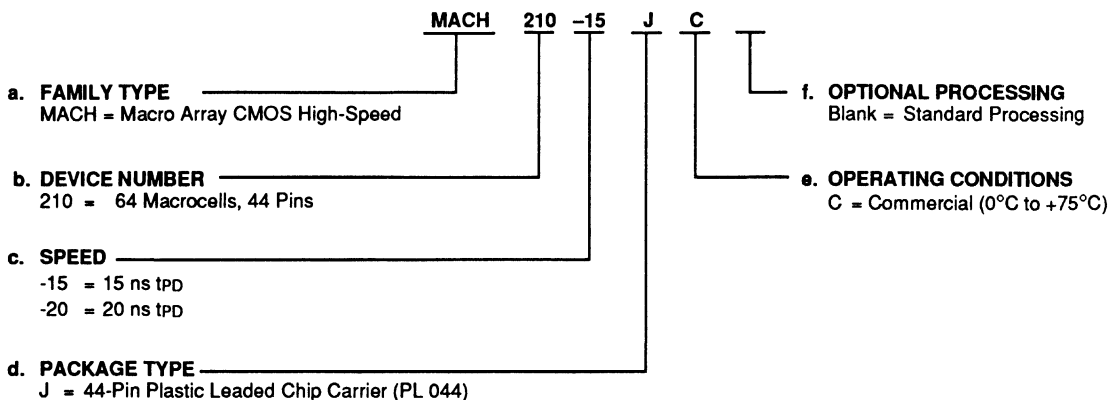 MACH 210 –15 J C
a. FAMILY TYPE
MACH = Macro Array CMOS High-Speed
b. DEVICE NUMBER
210 = 64 Macrocells, 44 Pins
c. SPEED
-15 = 15 ns tPD
-20 = 20 ns tPD
d. PACKAGE TYPE
J = 44-Pin Plastic Leaded Chip Carrier (PL 044)
f. OPTIONAL PROCESSING
Blank = Standard Processing
e. OPERATING CONDITIONS
C = Commercial (0°C to +75°C)